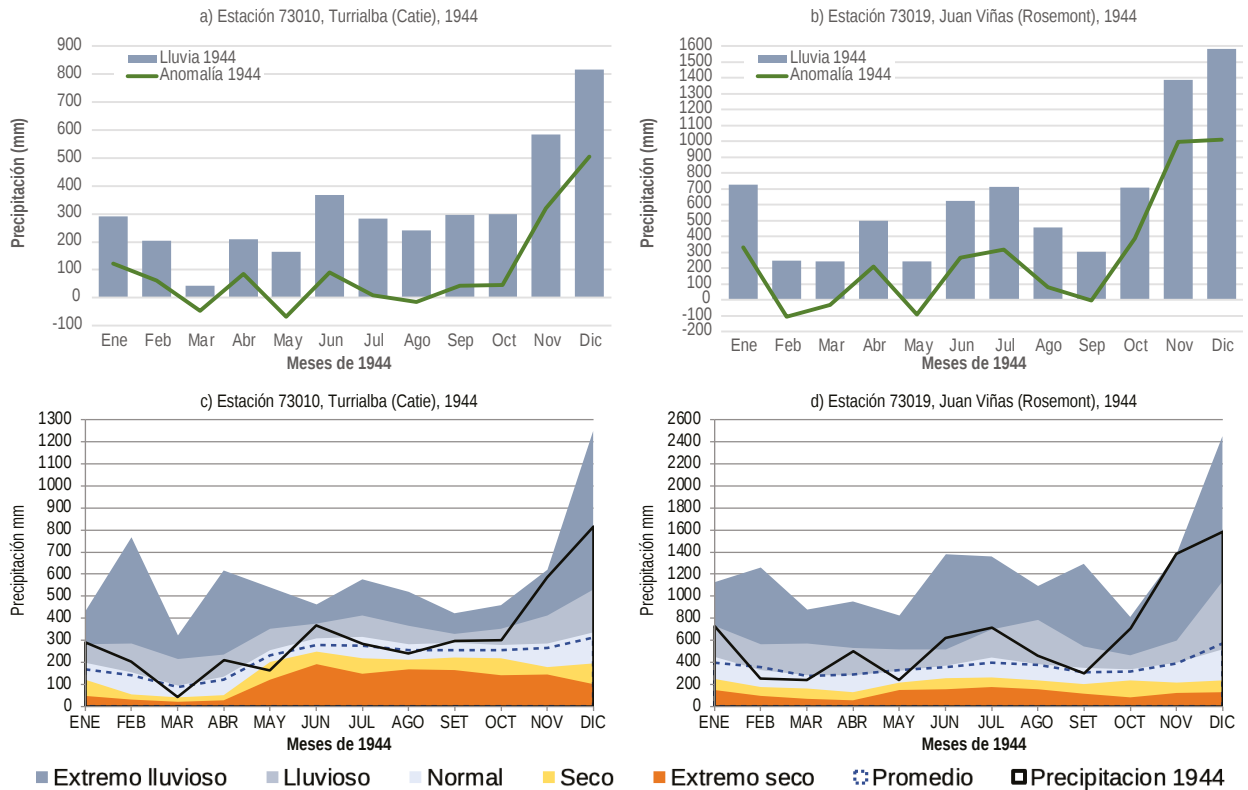 a) Estación 73010, Turrialba (Catie), 1944
900
800
700
600
500
400
300
200
100
0
-100
Precipitación (mm)
Lluvia 1944
Anomalía 1944
Ene Feb Mar Abr May Jun Jul Ago Sep Oct Nov Dic
Meses de 1944
b) Estación 73019, Juan Viñas (Rosemont), 1944
1600
1500
1400
1300
1200
1100
1000
900
800
700
600
500
400
300
200
100
0
-100
-200
Precipitación (mm)
Lluvia 1944
Anomalía 1944
Ene Feb Mar Abr May Jun Jul Ago Sep Oct Nov Dic
Meses de 1944
c) Estación 73010, Turrialba (Catie), 1944
1300
1200
1100
1000
900
800
700
600
500
400
300
200
100
0
Precipitación mm
ENE FEB MAR ABR MAY JUN JUL AGO SET OCT NOV DIC
Meses de 1944
d) Estación 73019, Juan Viñas (Rosemont), 1944
2600
2400
2200
2000
1800
1600
1400
1200
1000
800
600
400
200
0
Precipitación mm
ENE FEB MAR ABR MAY JUN JUL AGO SET OCT NOV DIC
Meses de 1944
Extremo lluvioso Lluvioso Normal Seco Extremo seco Promedio Precipitacion 1944